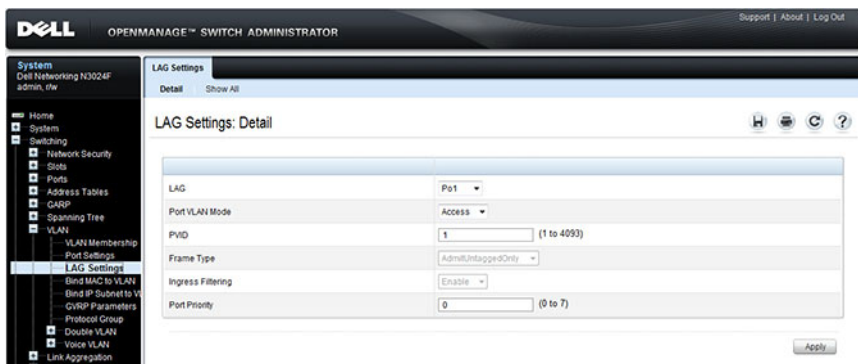 Support | About | Log Out
DELL OPENMANAGE™ SWITCH ADMINISTRATOR
System
Dell Networking N3024F
admin, r/w
Home
System
Switching
Network Security
Slots
Ports
Address Tables
GARP
Spanning Tree
VLAN
VLAN Membership
Port Settings
LAG Settings
Bind MAC to VLAN
Bind IP Subnet to VL
GVRP Parameters
Protocol Group
Double VLAN
Voice VLAN
Link Aggregation
LAG Settings
Detail Show All
LAG Settings: Detail
?
LAG Po1
Port VLAN Mode Access
PVID 1 (1 to 4093)
Frame Type AdmitUntaggedOnly
Ingress Filtering Enable
Port Priority 0 (0 to 7)
Apply